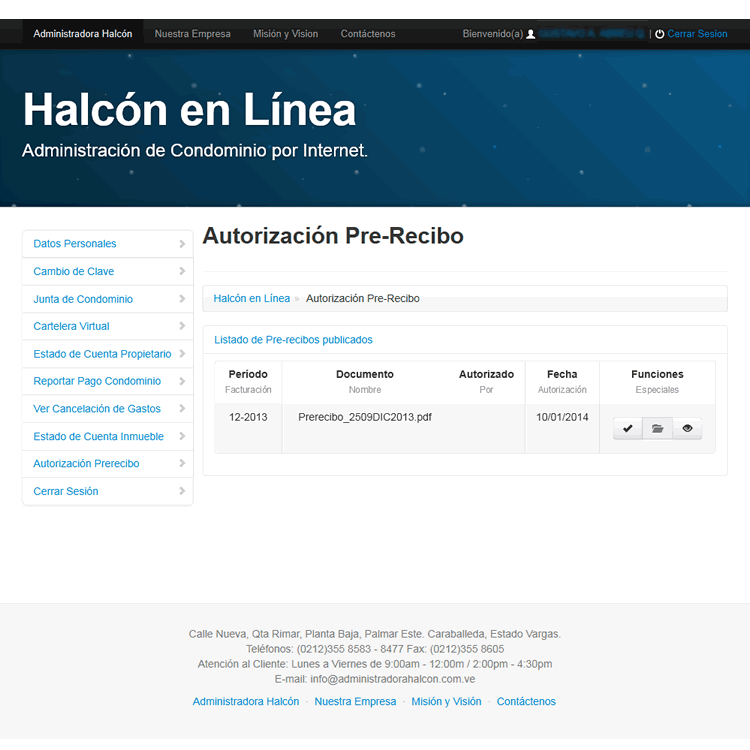 Administradora Halcón Nuestra Empresa Misión y Vision Contáctenos Bienvenido(a) | Cerrar Sesion
Halcón en Línea
Administración de Condominio por Internet.
Datos Personales
Cambio de Clave
Junta de Condominio
Cartelera Virtual
Estado de Cuenta Propietario
Reportar Pago Condominio
Ver Cancelación de Gastos
Estado de Cuenta Inmueble
Autorización Prerecibo
Cerrar Sesión
Autorización Pre-Recibo
Halcón en Línea » Autorización Pre-Recibo
Listado de Pre-recibos publicados
Período Documento Autorizado Fecha Funciones
Facturación Nombre Por Autorización Especiales
12-2013 Prerecibo_2509DIC2013.pdf 10/01/2014
Calle Nueva, Qta Rimar, Planta Baja, Palmar Este. Caraballeda, Estado Vargas.
Teléfonos: (0212)355 8583 - 8477 Fax: (0212)355 8605
Atención al Cliente: Lunes a Viernes de 9:00am - 12:00m / 2:00pm - 4:30pm
E-mail: info@administradorahalcon.com.ve
Administradora Halcón · Nuestra Empresa · Misión y Visión · Contáctenos